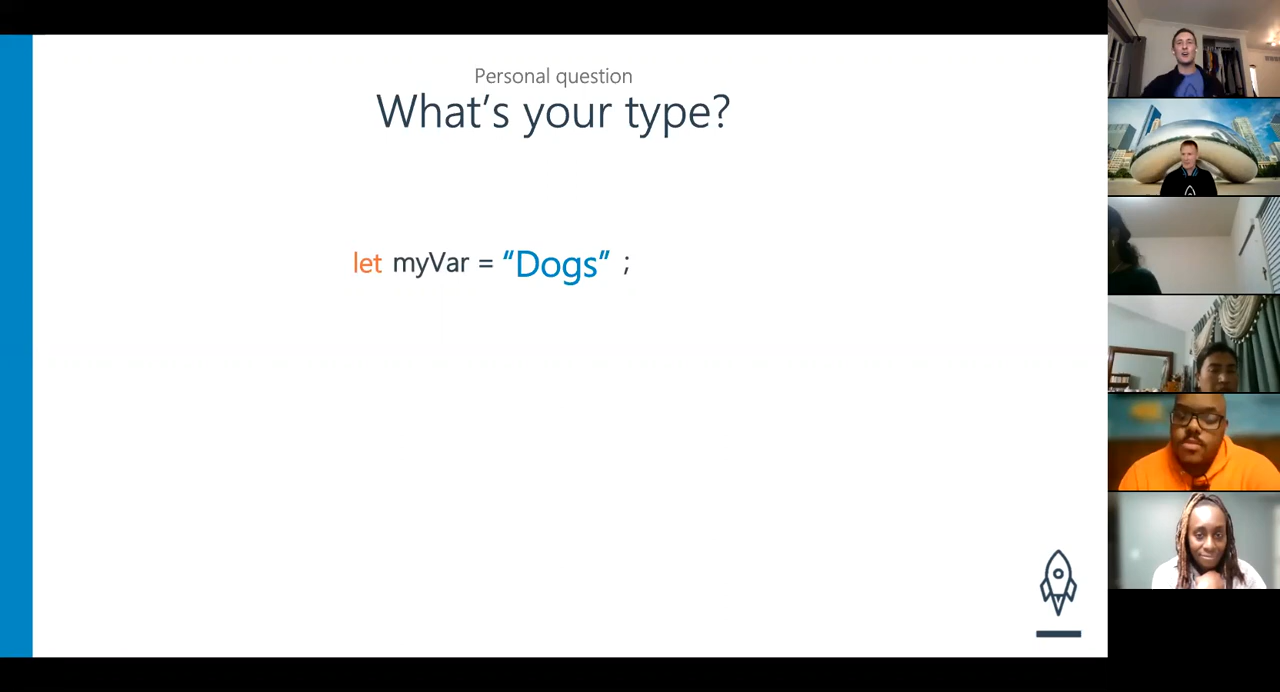 Personal question
What’s your type?
let myVar = “Dogs” ;